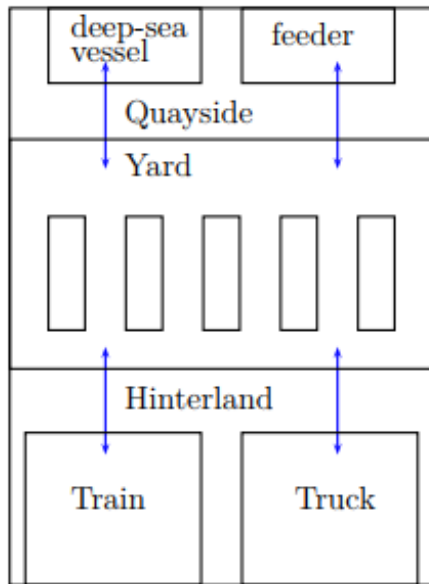 deep-sea
vessel
feeder
Quayside
Yard
Hinterland
Train
Truck